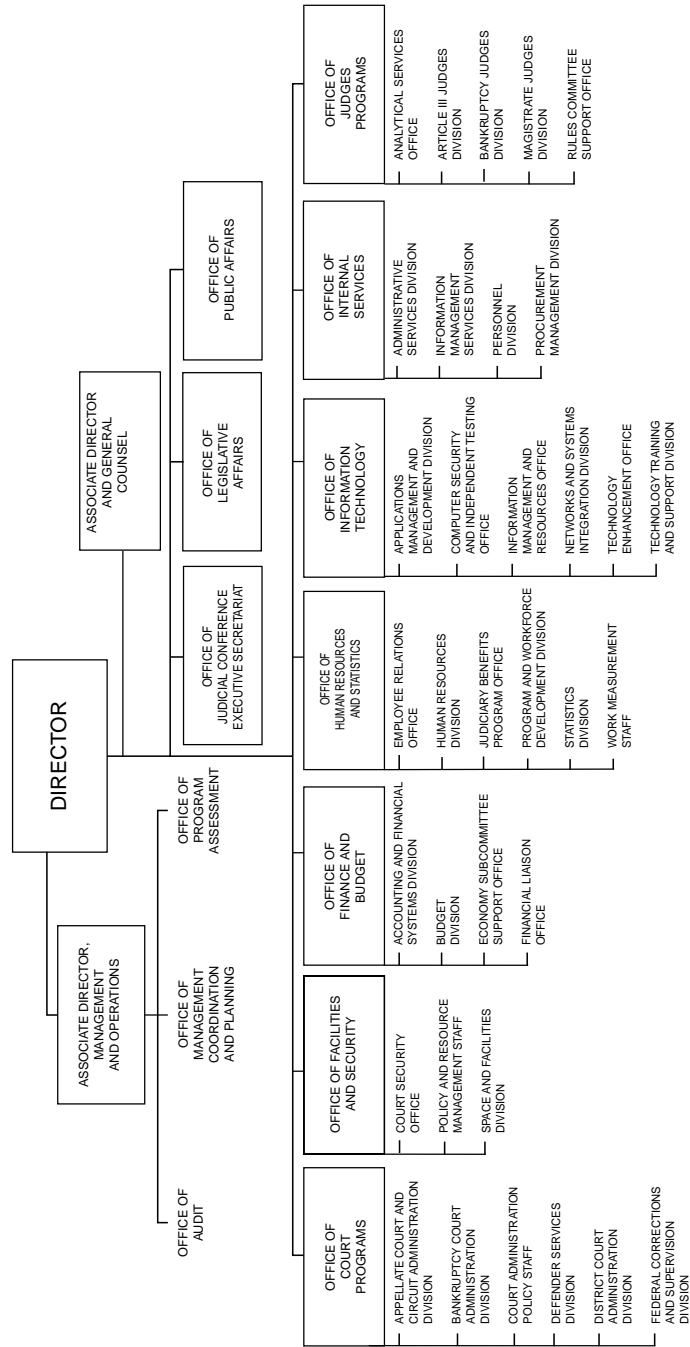 DIRECTOR
ASSOCIATE DIRECTOR,
MANAGEMENT
AND OPERATIONS
ASSOCIATE DIRECTOR
AND GENERAL
COUNSEL
OFFICE OF
AUDIT
OFFICE OF
MANAGEMENT
COORDINATION
AND PLANNING
OFFICE OF
PROGRAM
ASSESSMENT
OFFICE OF
JUDICIAL CONFERENCE
EXECUTIVE SECRETARIAT
OFFICE OF
LEGISLATIVE
AFFAIRS
OFFICE OF
PUBLIC AFFAIRS
OFFICE OF
COURT
PROGRAMS
APPELLATE COURT AND
CIRCUIT ADMINISTRATION
DIVISION
BANKRUPTCY COURT
ADMINISTRATION
DIVISION
COURT ADMINISTRATION
POLICY STAFF
DEFENDER SERVICES
DIVISION
DISTRICT COURT
ADMINISTRATION
DIVISION
FEDERAL CORRECTIONS
AND SUPERVISION
DIVISION
OFFICE OF FACILITIES
AND SECURITY
COURT SECURITY
OFFICE
POLICY AND RESOURCE
MANAGEMENT STAFF
SPACE AND FACILITIES
DIVISION
OFFICE OF
FINANCE AND
BUDGET
ACCOUNTING AND FINANCIAL
SYSTEMS DIVISION
BUDGET
DIVISION
ECONOMY SUBCOMMITTEE
SUPPORT OFFICE
FINANCIAL LIAISON
OFFICE
OFFICE OF
HUMAN RESOURCES
AND STATISTICS
EMPLOYEE RELATIONS
OFFICE
HUMAN RESOURCES
DIVISION
JUDICIARY BENEFITS
PROGRAM OFFICE
PROGRAM AND WORKFORCE
DEVELOPMENT DIVISION
STATISTICS
DIVISION
WORK MEASUREMENT
STAFF
OFFICE OF
INFORMATION
TECHNOLOGY
APPLICATIONS
MANAGEMENT AND
DEVELOPMENT DIVISION
COMPUTER SECURITY
AND INDEPENDENT TESTING
OFFICE
INFORMATION
MANAGEMENT AND
RESOURCES OFFICE
NETWORKS AND SYSTEMS
INTEGRATION DIVISION
TECHNOLOGY
ENHANCEMENT OFFICE
TECHNOLOGY TRAINING
AND SUPPORT DIVISION
OFFICE OF
INTERNAL
SERVICES
ADMINISTRATIVE
SERVICES DIVISION
INFORMATION
MANAGEMENT
SERVICES DIVISION
PERSONNEL
DIVISION
PROCUREMENT
MANAGEMENT DIVISION
OFFICE OF
JUDGES
PROGRAMS
ANALYTICAL SERVICES
OFFICE
ARTICLE III JUDGES
DIVISION
BANKRUPTCY JUDGES
DIVISION
MAGISTRATE JUDGES
DIVISION
RULES COMMITTEE
SUPPORT OFFICE